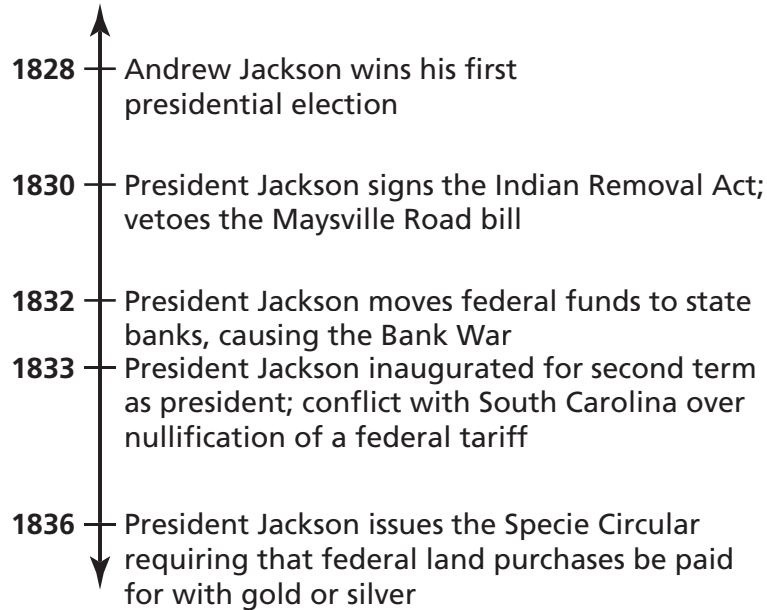 1828 Andrew Jackson wins his first
presidential election
1830 President Jackson signs the Indian Removal Act;
vetoes the Maysville Road bill
1832 President Jackson moves federal funds to state
banks, causing the Bank War
1833 President Jackson inaugurated for second term
as president; conflict with South Carolina over
nullification of a federal tariff
1836 President Jackson issues the Specie Circular
requiring that federal land purchases be paid
for with gold or silver